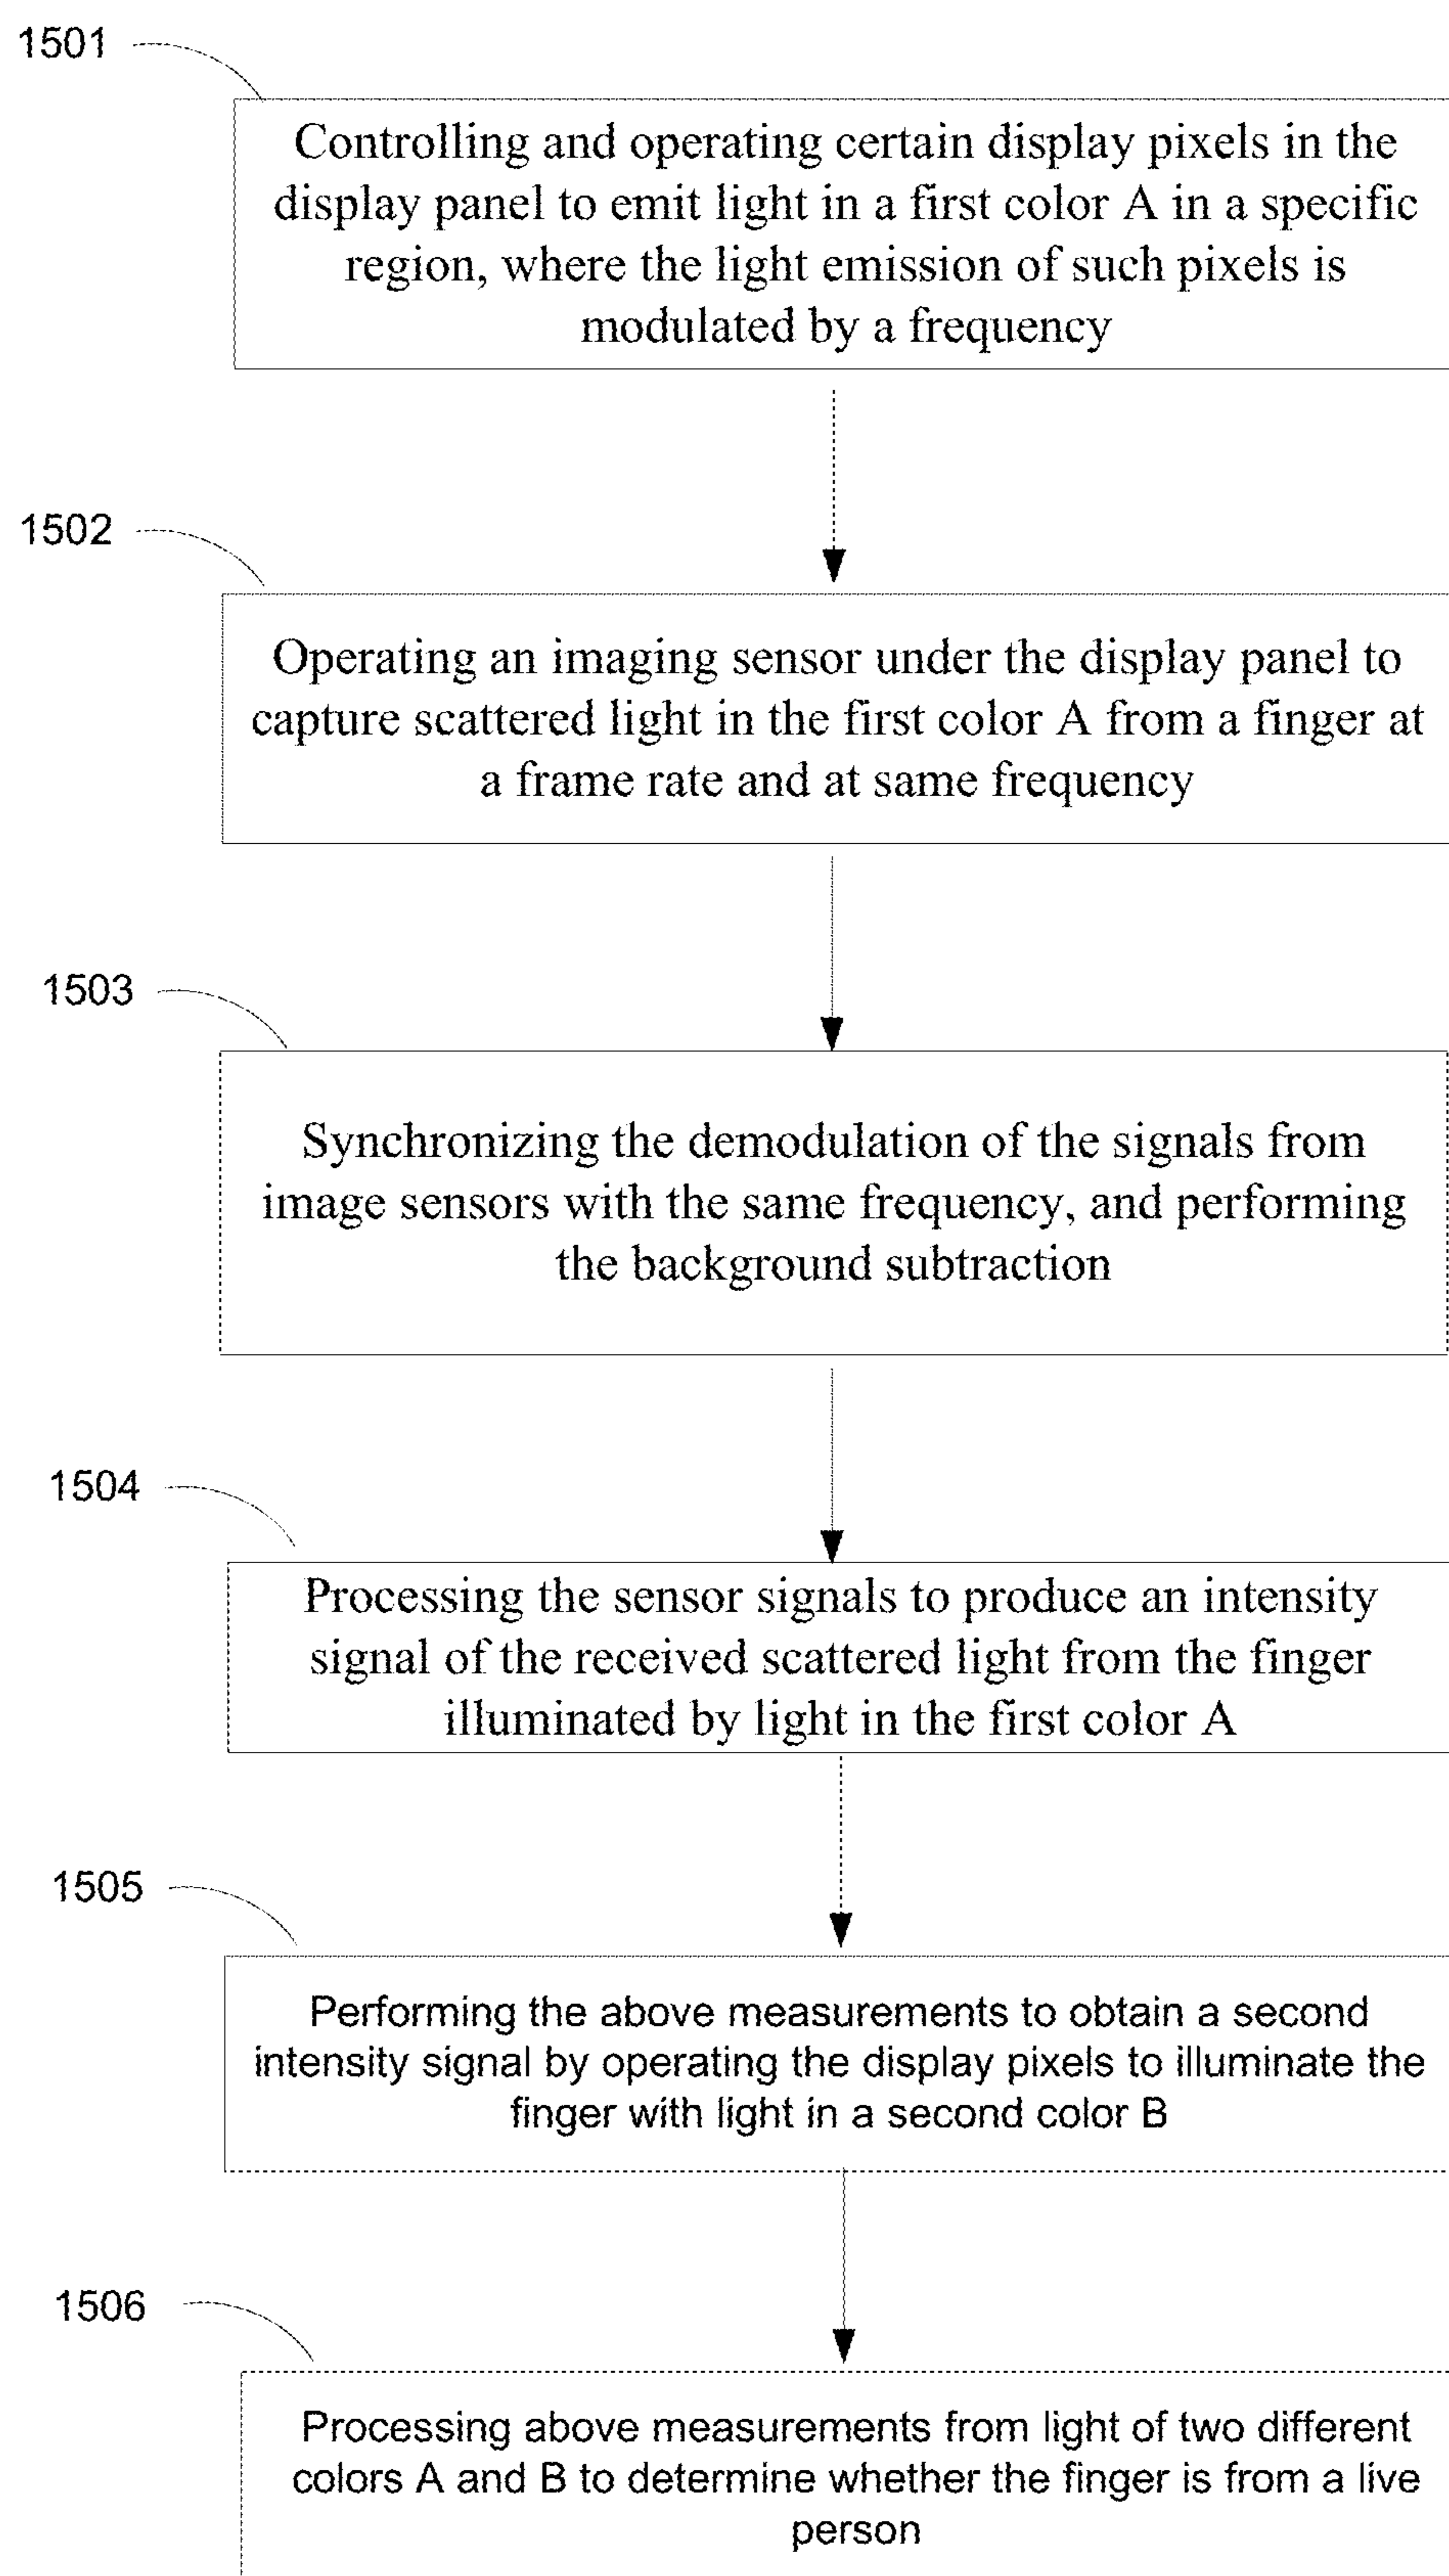 1501
Controlling and operating certain display pixels in the
display panel to emit light in a first color A in a specific
region, where the light emission of such pixels is
modulated by a frequency
1502
Operating an imaging sensor under the display panel to
capture scattered light in the first color A from a finger at
a frame rate and at same frequency
1503
Synchronizing the demodulation of the signals from
image sensors with the same frequency, and performing
the background subtraction
1504
Processing the sensor signals to produce an intensity
signal of the received scattered light from the finger
illuminated by light in the first color A
1505
Performing the above measurements to obtain a second
intensity signal by operating the display pixels to illuminate the
finger with light in a second color B
1506
Processing above measurements from light of two different
colors A and B to determine whether the finger is from a live
person